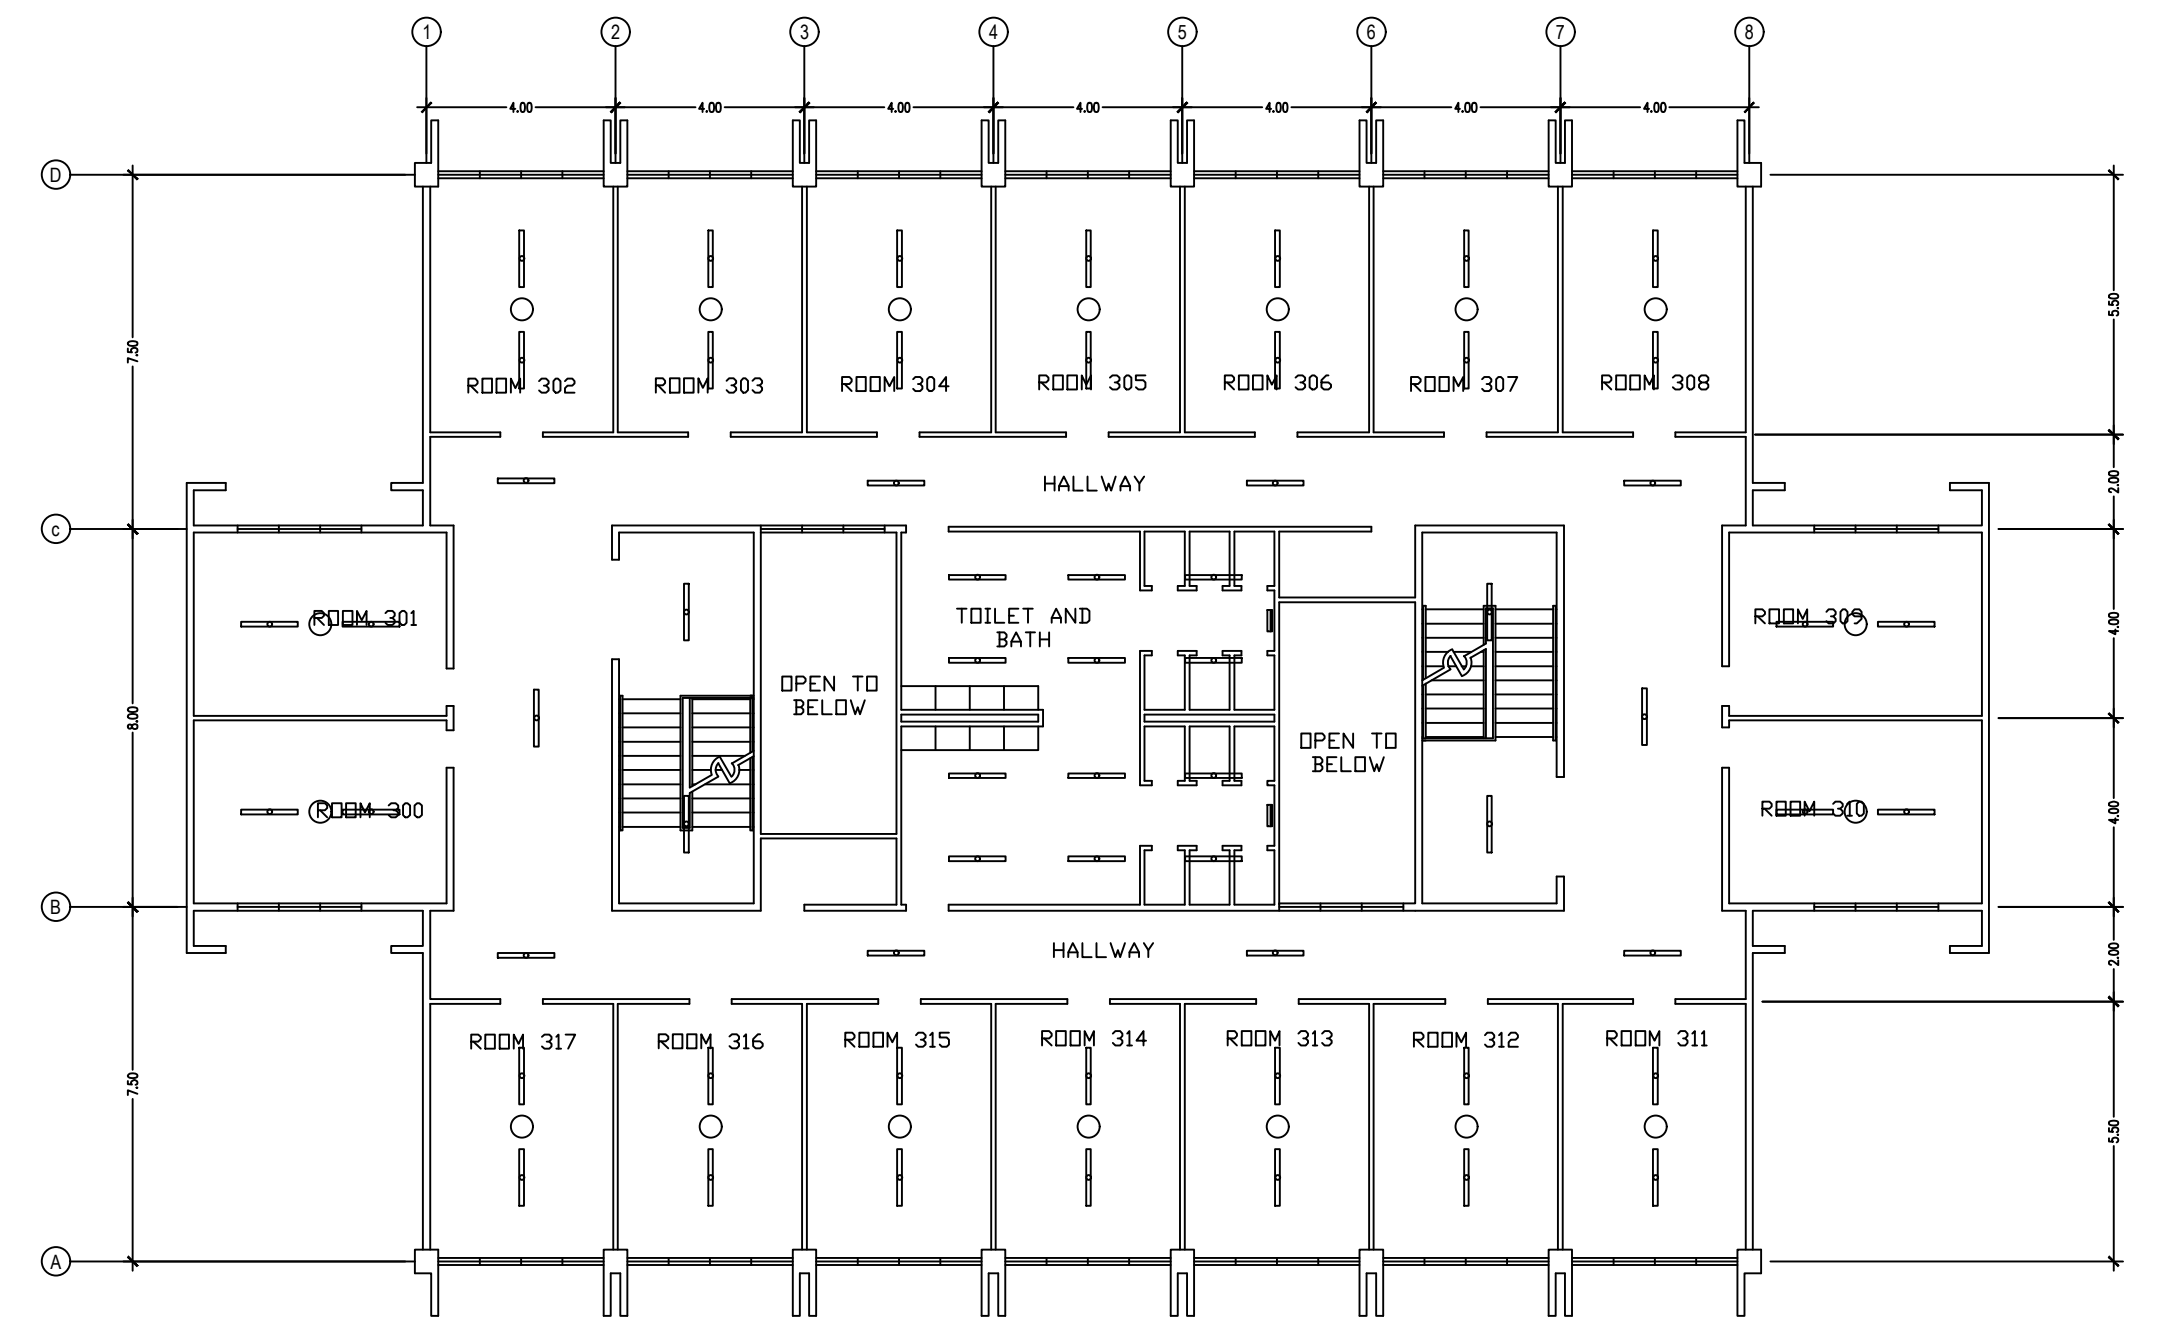 1 2 3 4 5 6 7 8
4.00 4.00 4.00 4.00 4.00 4.00 4.00
D
7.50
5.50
ROOM 302 ROOM 303 ROOM 304 ROOM 305 ROOM 306 ROOM 307 ROOM 308
HALLWAY
2.00
c
ROOM 301
TOILET AND
BATH
ROOM 309
4.00
OPEN TO
BELOW
8.00
OPEN TO
BELOW
ROOM 300
ROOM 310
4.00
B
HALLWAY
2.00
ROOM 317 ROOM 316 ROOM 315 ROOM 314 ROOM 313 ROOM 312 ROOM 311
7.50
5.50
A